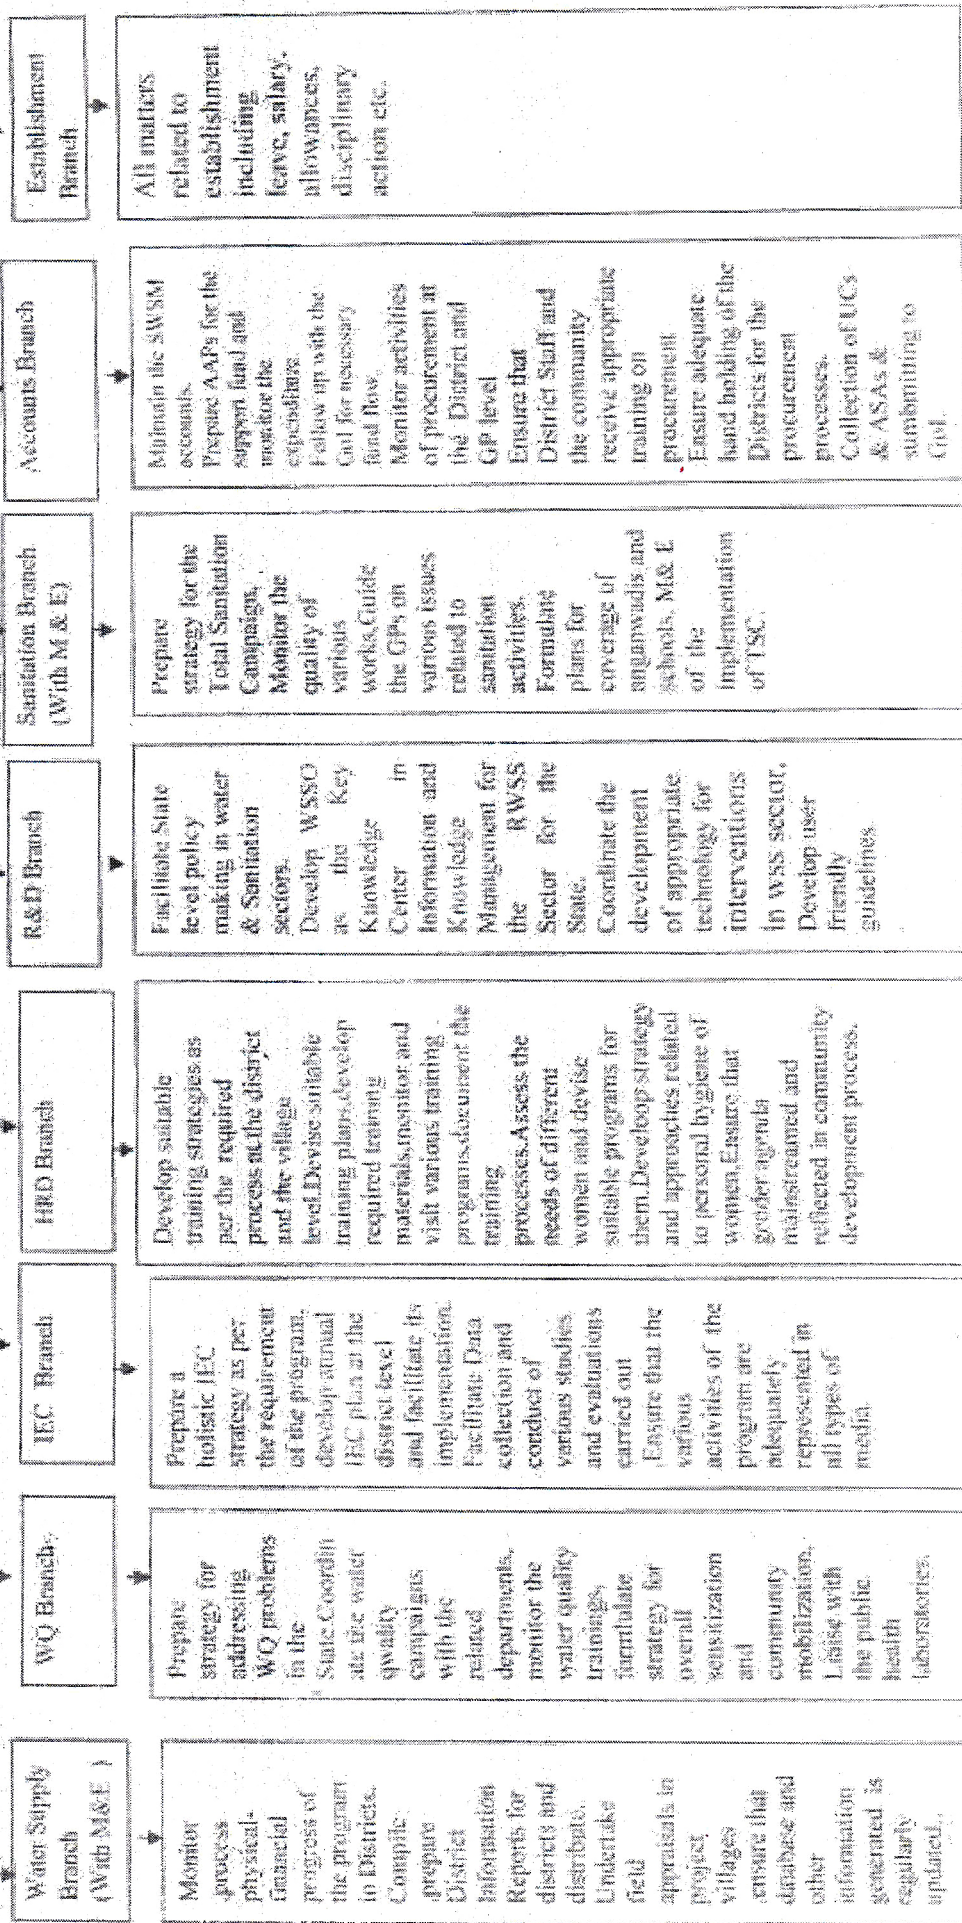 Water Supply
Branch
(With M&E )
Monitor
process
physical-
financial
progress of
the program
in Districts.
Compile
prepare
District
Information
Reports for
districts and
distribute.
Undertake
field
appraisals in
project
villages
ensure that
database and
other
information
generated is
regularly
updated.
WQ Branch,
Prepare
strategy for
addressing
WQ problems
in the
State.Coordin
ate the water
quality
campaigns
with the
related
departments,
monitor the
water quality
trainings,
formulate
strategy for
overall
sensitization
and
community
mobilization.
Liaise with
the public
health
laboratories.
IEC Branch
Prepare a
holistic IEC
strategy as per
the requirement
of the program,
develop annual
IEC plan at the
district level
and facilitate its
implementation.
Facilitate Data
collection and
conduct of
various studies
and evaluations
carried out
Ensure that the
various
activities of the
program are
adequately
represented in
all types of
media
HRD Branch
Develop suitable
training strategies as
per the required
process at the district
and the village
level.Devise suitable
training plans,develop
required training
materials,monitor and
visit various training
programs.document the
training
processes.Assess the
needs of different
women and devise
suitable programs for
them.Develop strategy
and approaches related
to personal hygiene of
women,Ensure that
gender agenda
mainstreamed and
reflected in community
development process.
R&D Branch
Facilitate State
level policy
making in water
& Sanitation
sectors.
Develop WSSO
as the Key
Knowledge
Center in
Information and
Knowledge
Management for
the RWSS
Sector for the
State.
Coordinate the
development
of appropriate
technology for
interventions
in wss sector,
Develop user
friendly
guidelines.
Sanitation Branch
(With M & E)
Prepare
strategy for the
Total Sanitation
Campaign,
Monitor the
quality of
various
works.Guide
the GPs on
various issues
related to
sanitation
activities.
Formulate
plans for
coverage of
anganwadis and
schools. M& E
of the
Implementation
of TSC
Accouns Branch
Maintain the SWSM
accounts.
Prepare AAPs for the
suppri. fund and
monitor the
expenditure
Follow up with the
GoI for necessary
fund flow.
Monitor activities
of procurement at
the District and
GP level
Ensure that
District Staff and
the community
receive appropriate
training on
procurement
Ensure adequate
hand holding of the
Districts for the
procurement
processes.
Collection of UCs
& ASAs &
sumbitting to
GoI.
Establishment
Branch
All matters
related to
establishment
including
leave, salary,
allowances,
disciplinary
action etc.